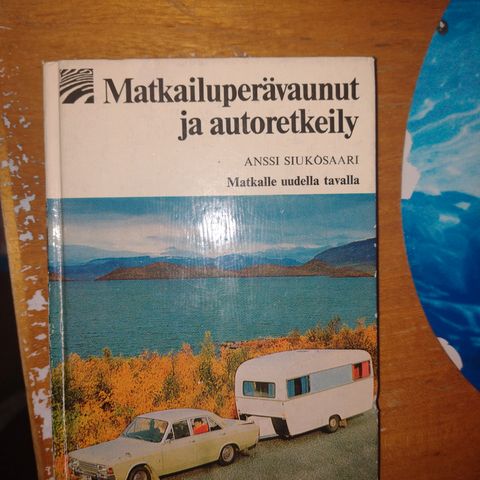 Matkailuperävaunut
ja autoretkeily
ANSSI SIUKOSAARI
Matkalle uudella tavalla